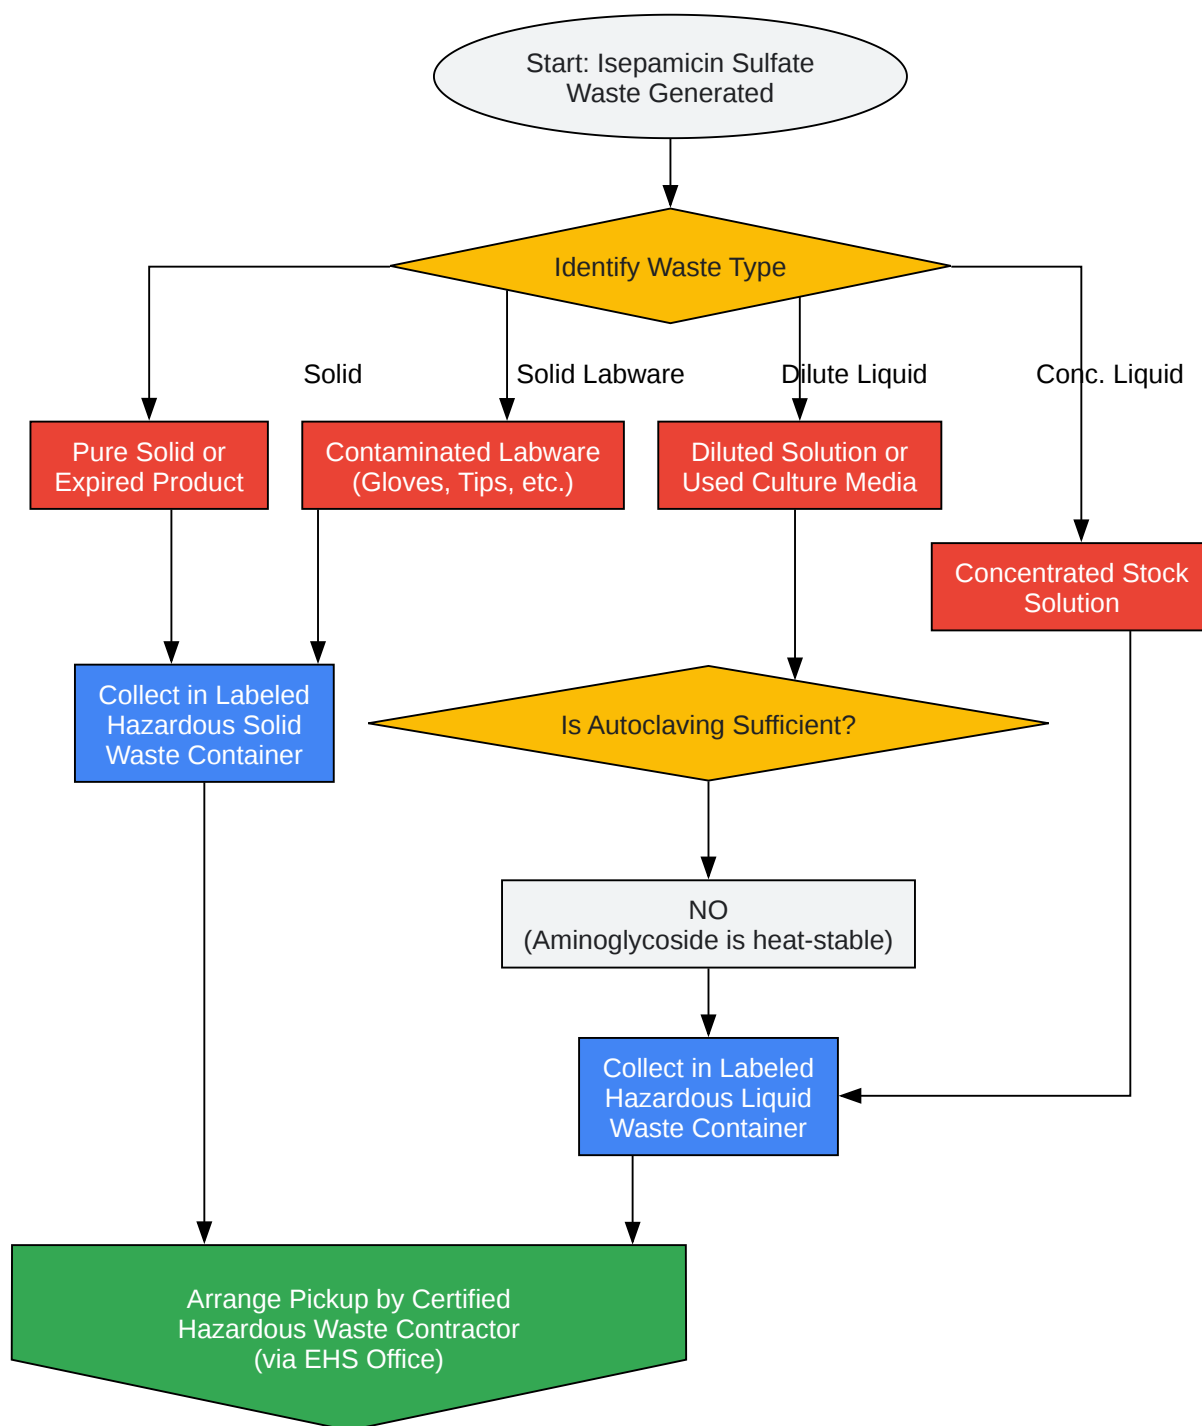 Start: Isepamicin Sulfate
Waste Generated
Identify Waste Type
Solid
Solid Labware
Dilute Liquid
Conc. Liquid
Pure Solid or
Expired Product
Contaminated Labware
(Gloves, Tips, etc.)
Diluted Solution or
Used Culture Media
Concentrated Stock
Solution
Collect in Labeled
Hazardous Solid
Waste Container
Is Autoclaving Sufficient?
NO
(Aminoglycoside is heat-stable)
Collect in Labeled
Hazardous Liquid
Waste Container
Arrange Pickup by Certified
Hazardous Waste Contractor
(via EHS Office)